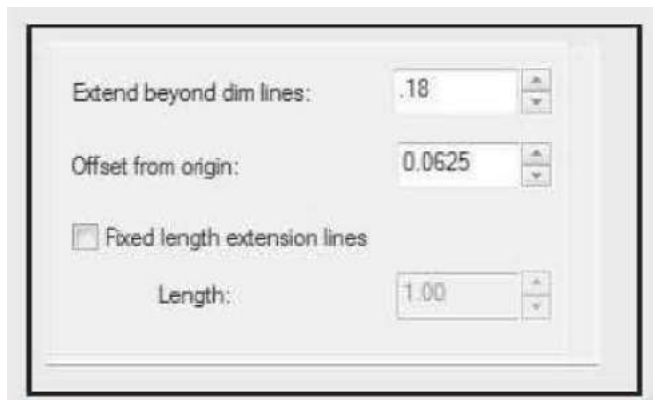 Extend beyond dim lines: .18
Offset from origin: 0.0625
Fixed length extension lines
Length: 1.00